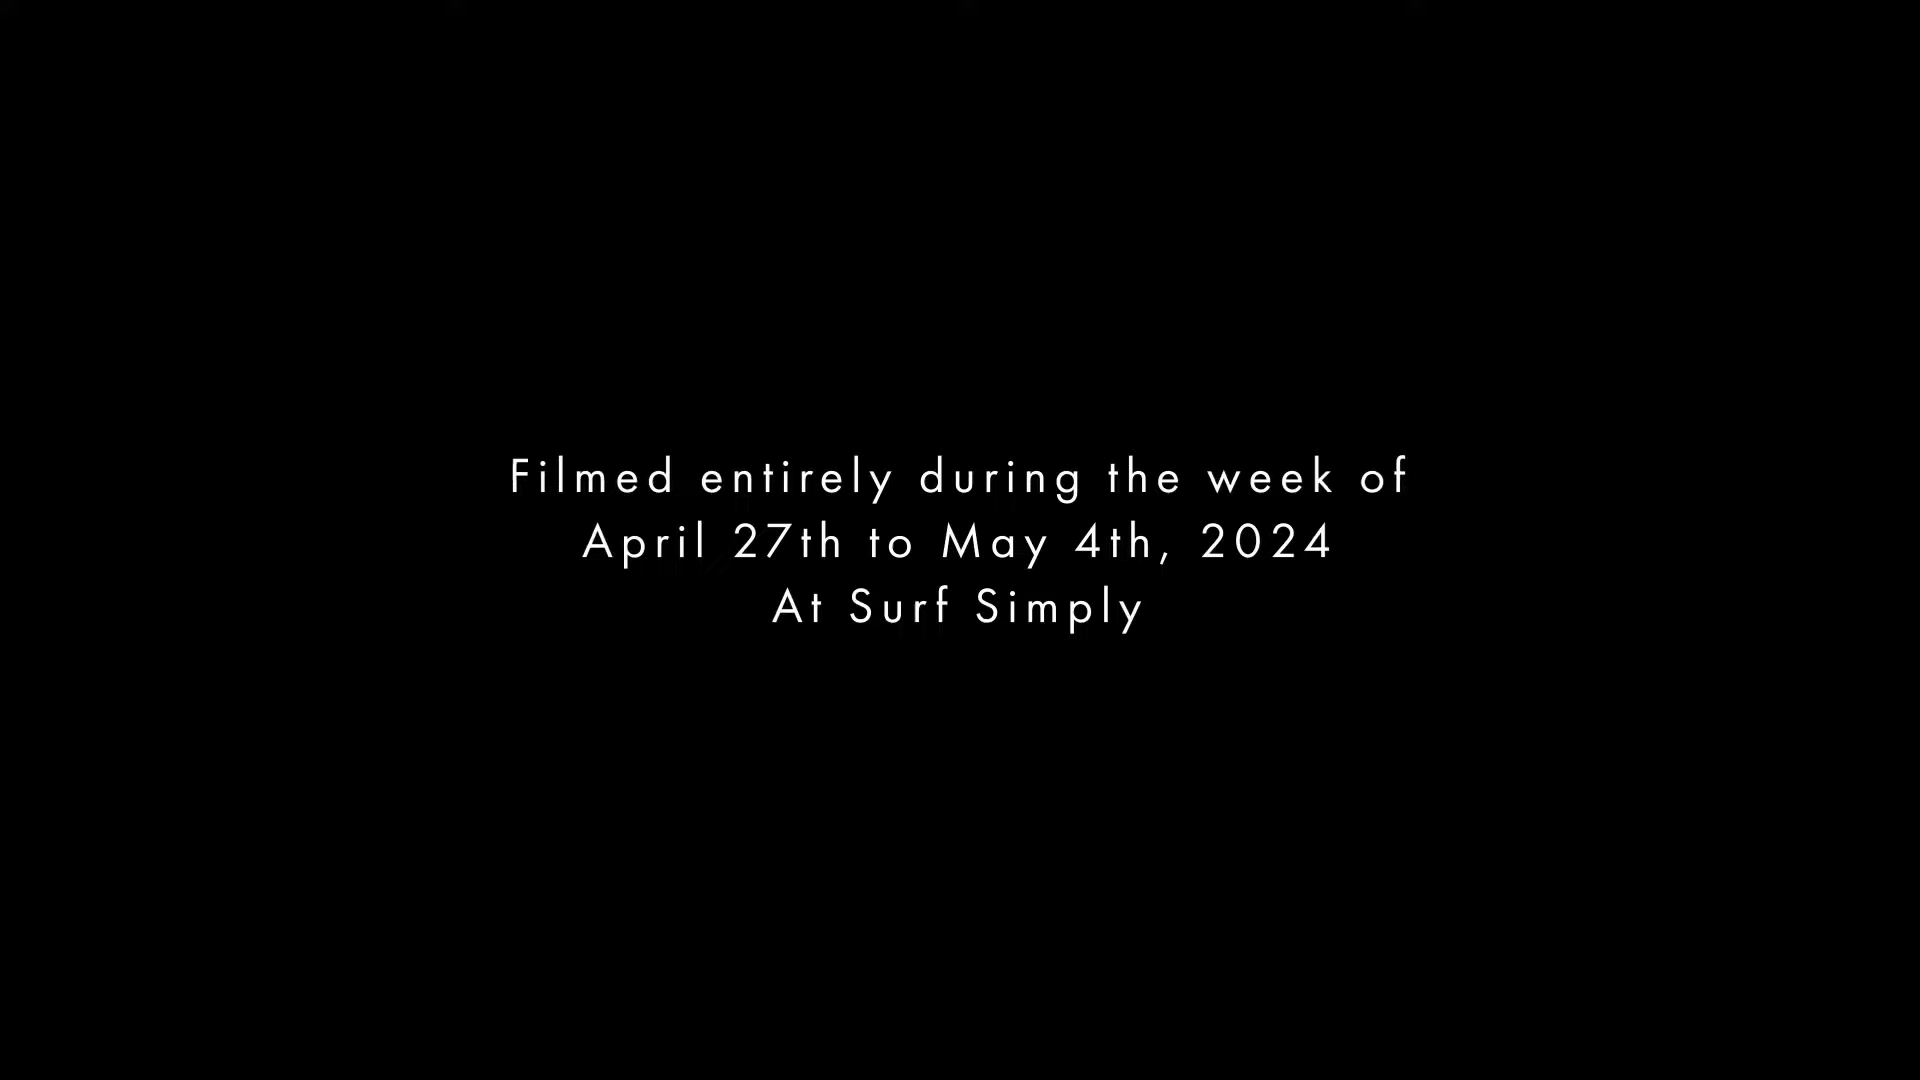 Filmed entirely during the week of
April 27th to May 4th, 2024
At Surf Simply